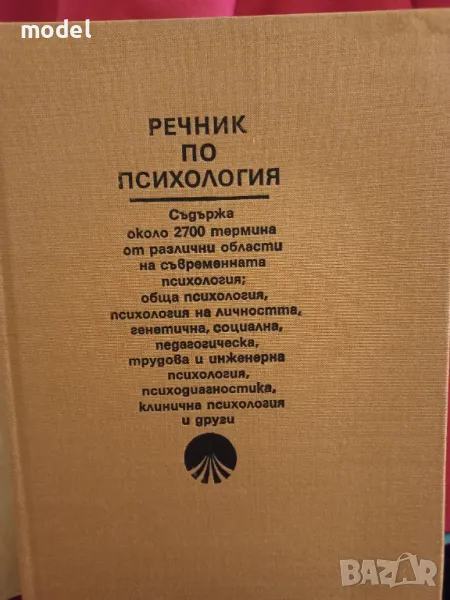 model
РЕЧНИК
ПО
ПСИХОЛОГИЯ
Съдържа
около 2700 термина
от различни области
на съвременната
психология;
обща психология,
психология на личността,
генетична, социална,
педагогическа,
трудова и инженерна
психология,
психодиагностика,
клинична психология
и други
BAZAR